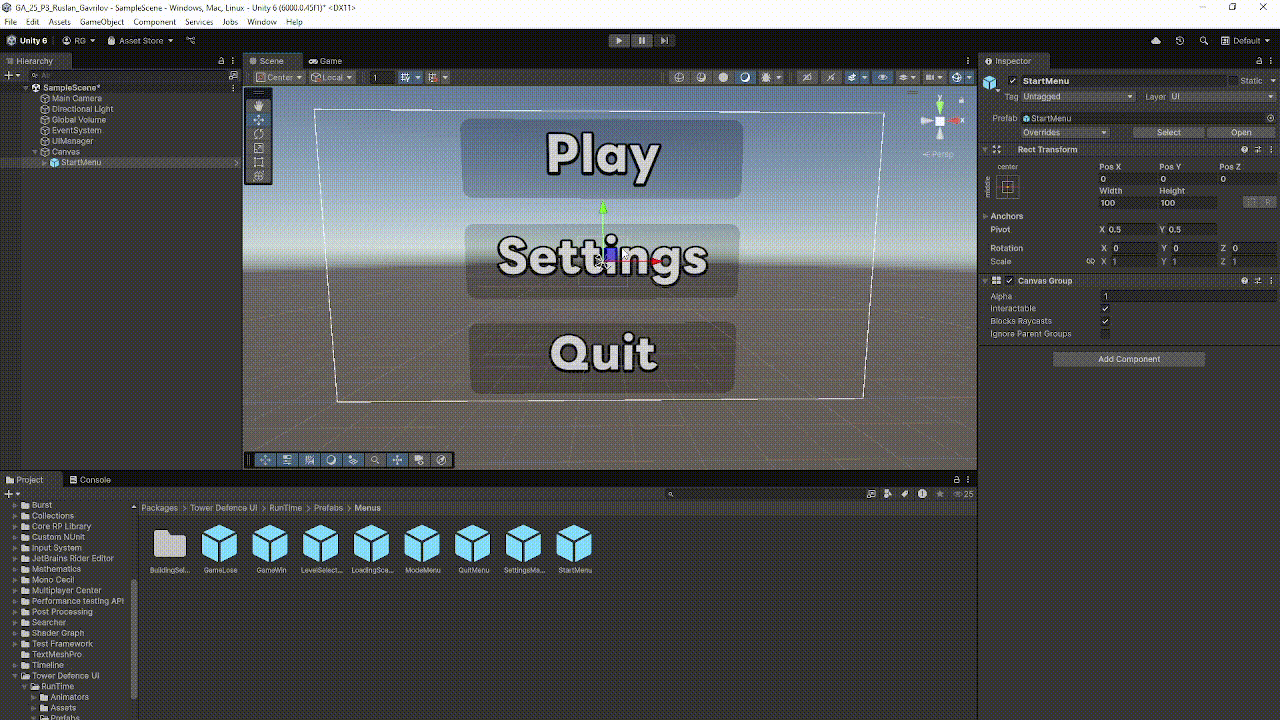 GA_25_P3_Ruslan_Gavrilov - SampleScene - Windows, Mac, Linux - Unity 6 (6000.0.45f1)* <DX11>
File Edit Assets GameObject Component Services Jobs Window Help
Unity 6 RG Asset Store Default
Hierarchy
All
SampleScene*
Main Camera
Directional Light
Global Volume
EventSystem
UIManager
Canvas
StartMenu
Scene Game
Center Local 1
Persp
Play
Settings
Quit
Inspector
StartMenu Static
Tag Untagged Layer UI
Prefab StartMenu
Overrides Select Open
Rect Transform
center Pos X Pos Y Pos Z
middle 0 0 0
Width Height
100 100 R
Anchors
Pivot X 0.5 Y 0.5
Rotation X 0 Y 0 Z 0
Scale X 1 Y 1 Z 1
Canvas Group
Alpha 1
Interactable
Blocks Raycasts
Ignore Parent Groups
Add Component
Project Console
25
Burst
Collections
Core RP Library
Custom NUnit
Input System
JetBrains Rider Editor
Mathematics
Mono Cecil
Multiplayer Center
Performance testing API
Post Processing
Searcher
Shader Graph
Test Framework
TextMeshPro
Timeline
Tower Defence UI
RunTime
Animators
Assets
Prefabs
Packages > Tower Defence UI > RunTime > Prefabs > Menus
BuildingSel... GameLose GameWin LevelSelect... LoadingSce... ModeMenu QuitMenu SettingsMa... StartMenu